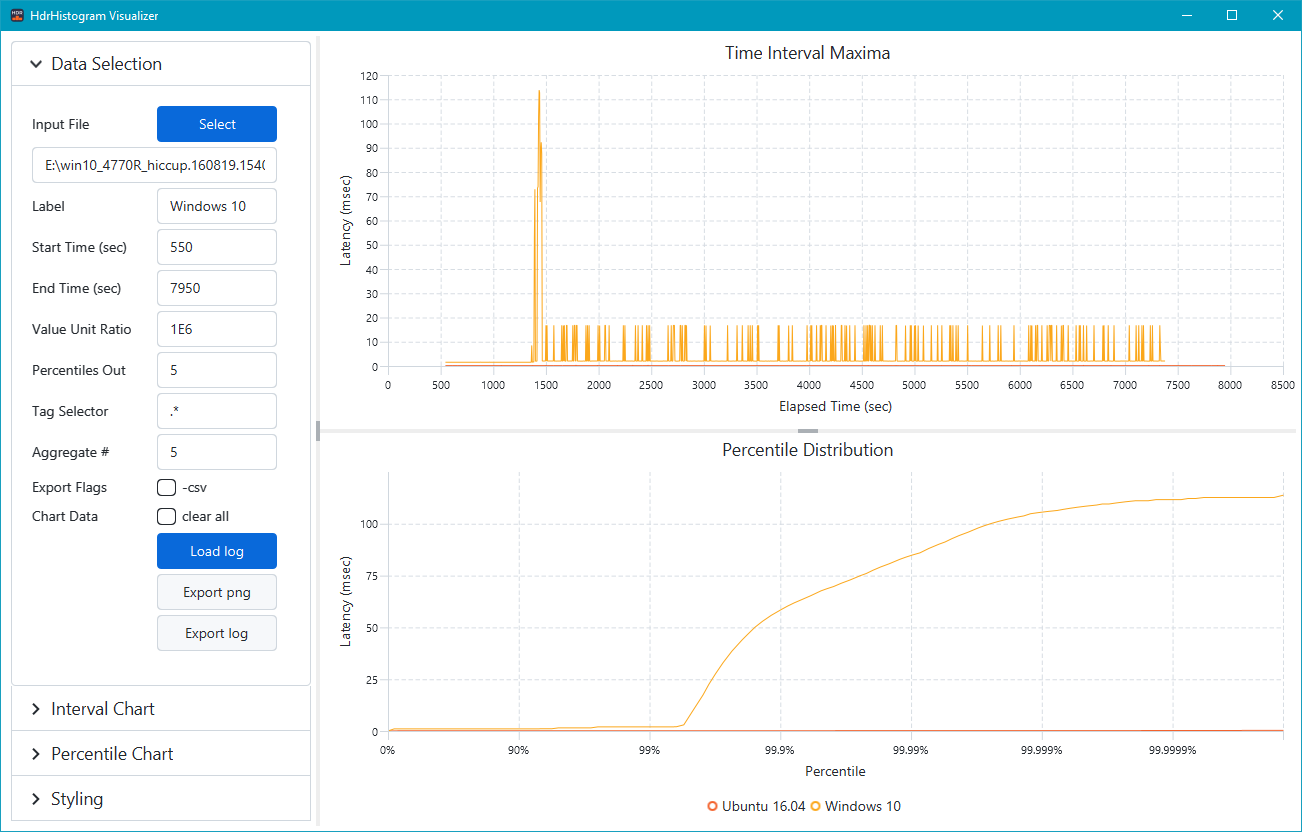 HDR HdrHistogram Visualizer
Data Selection
Input File
Select
E:\win10_4770R_hiccup.160819.1540
Label
Windows 10
Start Time (sec)
550
End Time (sec)
7950
Value Unit Ratio
1E6
Percentiles Out
5
Tag Selector
.*
Aggregate #
5
Export Flags
-csv
Chart Data
clear all
Load log
Export png
Export log
Interval Chart
Percentile Chart
Styling
Time Interval Maxima
Latency (msec)
120
110
100
90
80
70
60
50
40
30
20
10
0
0 500 1000 1500 2000 2500 3000 3500 4000 4500 5000 5500 6000 6500 7000 7500 8000 8500
Elapsed Time (sec)
Percentile Distribution
Latency (msec)
100
75
50
25
0
0% 90% 99% 99.9% 99.99% 99.999% 99.9999%
Percentile
Ubuntu 16.04 Windows 10